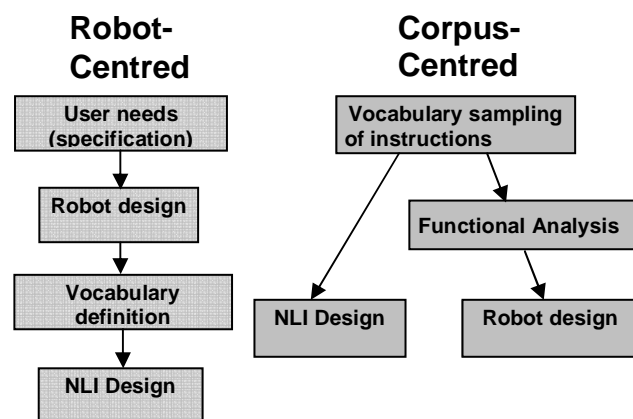 Robot-
Centred
User needs
(specification)
Robot design
Vocabulary
definition
NLI Design
Corpus-
Centred
Vocabulary sampling
of instructions
Functional Analysis
NLI Design
Robot design